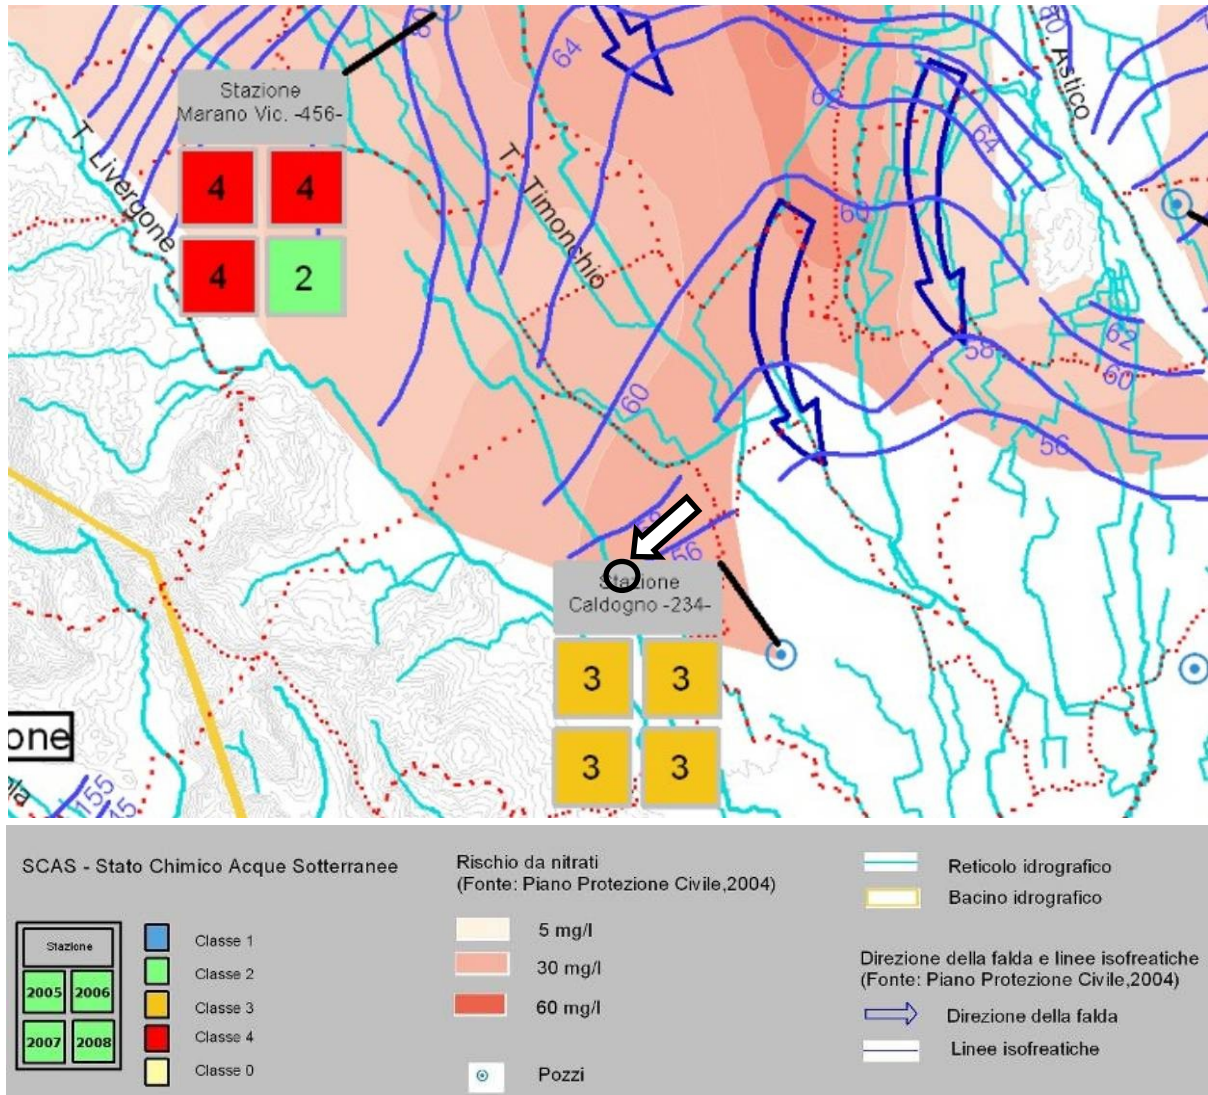 80
60
64
Astico
Stazione
Marano Vic. -456-
62
64
T. Livergone
T. Timonchio
4 4
60
4 2
62
58
60
60
56
56
Stazione
Caldogno -234-
3 3
one
3 3
155
45
SCAS - Stato Chimico Acque Sotterranee
Stazione
2005 2006
2007 2008
Classe 1
Classe 2
Classe 3
Classe 4
Classe 0
Rischio da nitrati
(Fonte: Piano Protezione Civile,2004)
5 mg/l
30 mg/l
60 mg/l
Pozzi
Reticolo idrografico
Bacino idrografico
Direzione della falda e linee isofreatiche
(Fonte: Piano Protezione Civile,2004)
Direzione della falda
Linee isofreatiche